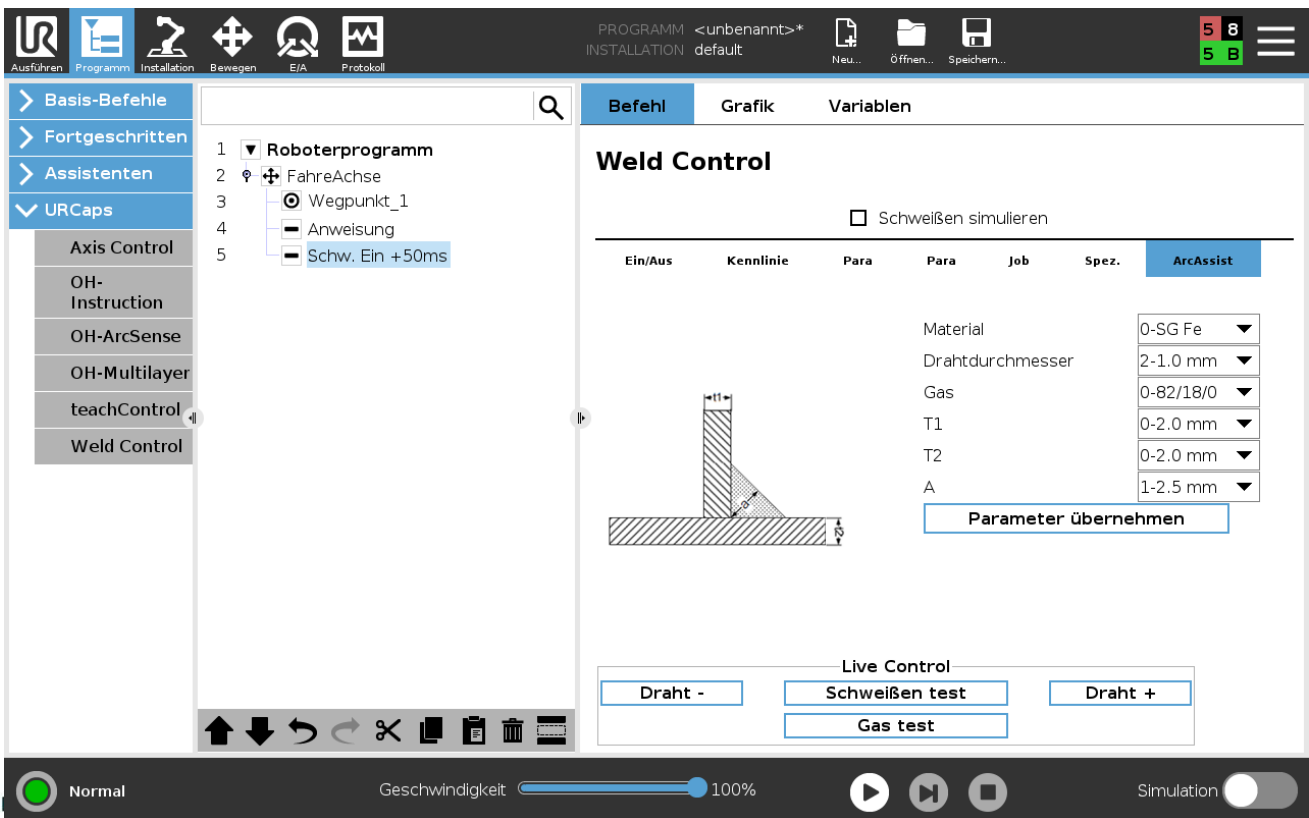 PROGRAMM <unbenannt>*
INSTALLATION default
Ausführen Programm Installation Bewegen E/A Protokoll
Neu... Öffnen... Speichern...
5 8
5 B
Basis-Befehle
Fortgeschritten
Assistenten
URCaps
Axis Control
OH-
Instruction
OH-ArcSense
OH-Multilayer
teachControl
Weld Control
1 Roboterprogramm
2 FahreAchse
3 Wegpunkt_1
4 Anweisung
5 Schw. Ein +50ms
Befehl Grafik Variablen
Weld Control
Schweißen simulieren
Ein/Aus Kennlinie Para Para Job Spez. ArcAssist
Material 0-SG Fe
Drahtdurchmesser 2-1.0 mm
Gas 0-82/18/0
T1 0-2.0 mm
T2 0-2.0 mm
A 1-2.5 mm
Parameter übernehmen
t1
a
t2
Live Control
Draht - Schweißen test Draht +
Gas test
Normal
Geschwindigkeit 100%
Simulation